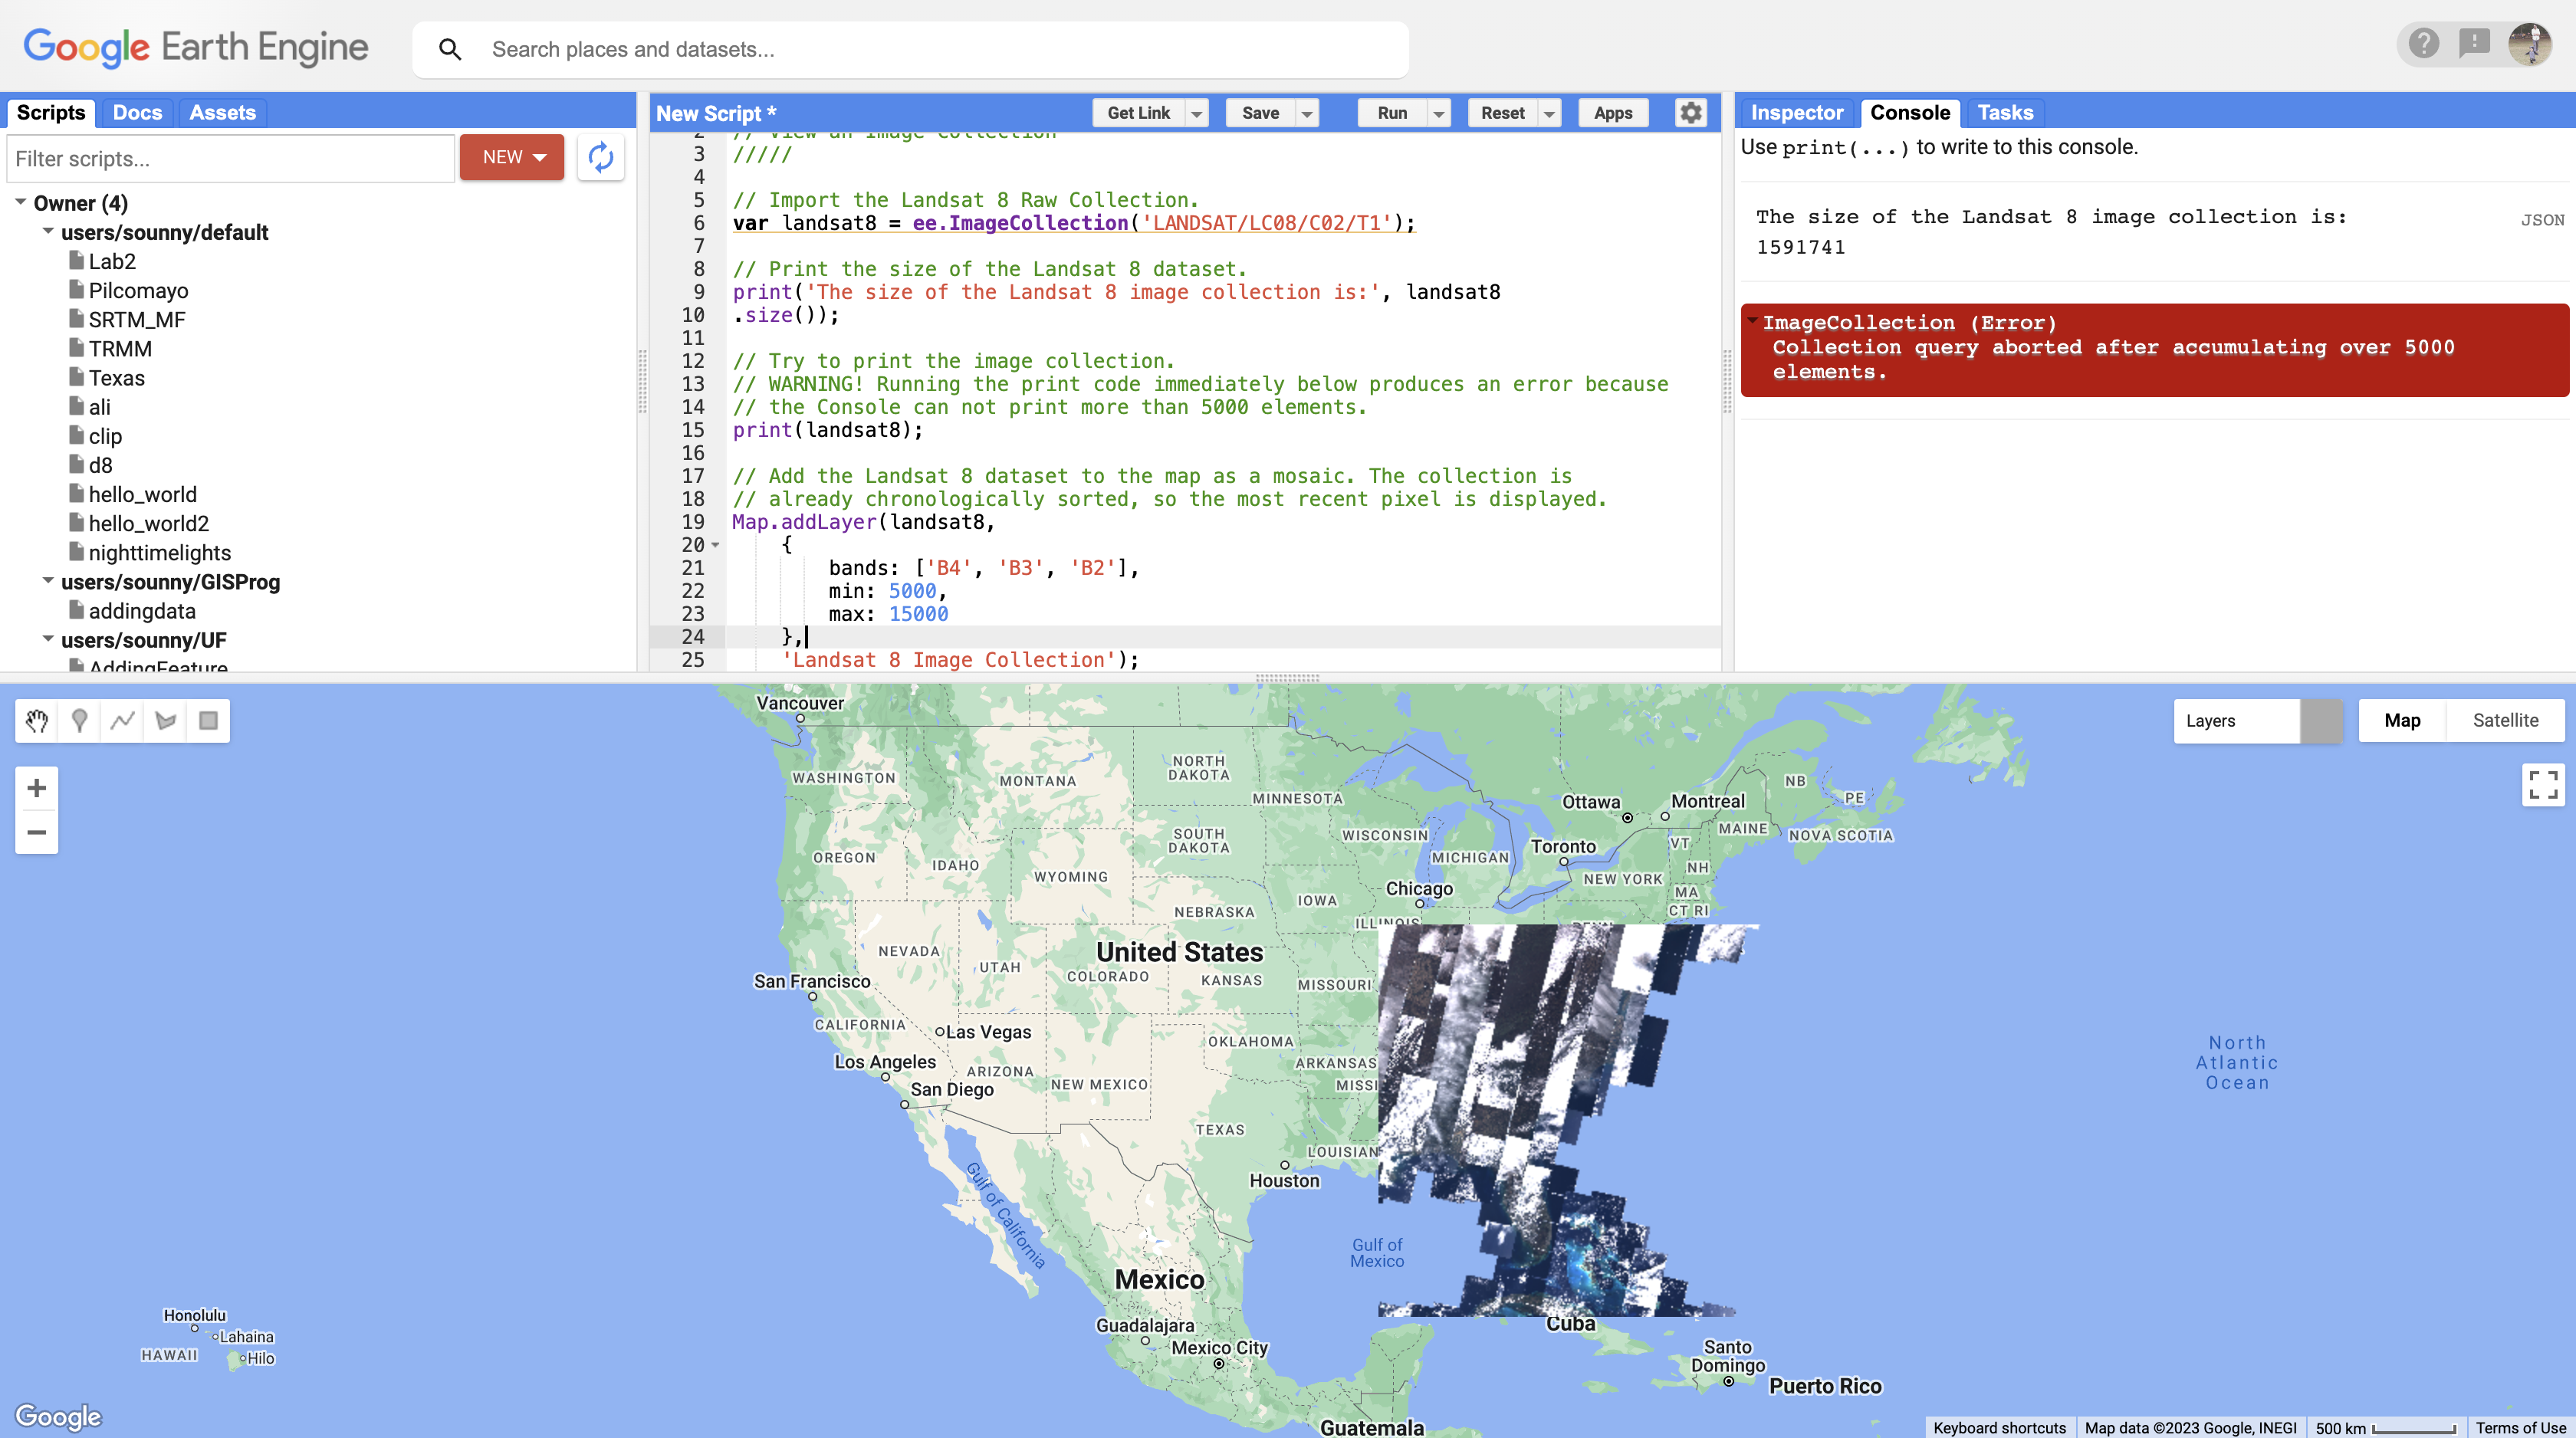 Google Earth Engine
Search places and datasets...
Scripts Docs Assets
Filter scripts...
NEW
Owner (4)
users/sounny/default
Lab2
Pilcomayo
SRTM_MF
TRMM
Texas
ali
clip
d8
hello_world
hello_world2
nighttimelights
users/sounny/GISProg
addingdata
users/sounny/UF
AddingFeature
New Script *
Get Link Save Run Reset Apps
2 // View an Image Collection
3 /////
4
5 // Import the Landsat 8 Raw Collection.
6 var landsat8 = ee.ImageCollection('LANDSAT/LC08/C02/T1');
7
8 // Print the size of the Landsat 8 dataset.
9 print('The size of the Landsat 8 image collection is:', landsat8
10 .size());
11
12 // Try to print the image collection.
13 // WARNING! Running the print code immediately below produces an error because
14 // the Console can not print more than 5000 elements.
15 print(landsat8);
16
17 // Add the Landsat 8 dataset to the map as a mosaic. The collection is
18 // already chronologically sorted, so the most recent pixel is displayed.
19 Map.addLayer(landsat8,
20 {
21 bands: ['B4', 'B3', 'B2'],
22 min: 5000,
23 max: 15000
24 },
25 'Landsat 8 Image Collection');
Inspector Console Tasks
Use print(...) to write to this console.
The size of the Landsat 8 image collection is:
JSON
1591741
ImageCollection (Error)
Collection query aborted after accumulating over 5000
elements.
Layers
Map Satellite
Vancouver
WASHINGTON
MONTANA
NORTH
DAKOTA
MINNESOTA
Ottawa
Montreal
NB
PE
MAINE
NOVA SCOTIA
SOUTH
DAKOTA
WISCONSIN
MICHIGAN
Toronto
VT
NH
OREGON
IDAHO
WYOMING
Chicago
NEW YORK
MA
CT RI
NEBRASKA
IOWA
ILLINOIS
PENN
NEVADA
UTAH
United States
COLORADO
KANSAS
MISSOURI
San Francisco
CALIFORNIA
Las Vegas
OKLAHOMA
Los Angeles
ARIZONA
NEW MEXICO
ARKANSAS
MISSI
San Diego
TEXAS
LOUISIAN
Houston
North
Atlantic
Ocean
Gulf of California
Gulf of
Mexico
Mexico
Guadalajara
Mexico City
Cuba
Santo
Domingo
Puerto Rico
Guatemala
Honolulu
Lahaina
HAWAII
Hilo
Google
Keyboard shortcuts Map data ©2023 Google, INEGI 500 km Terms of Use